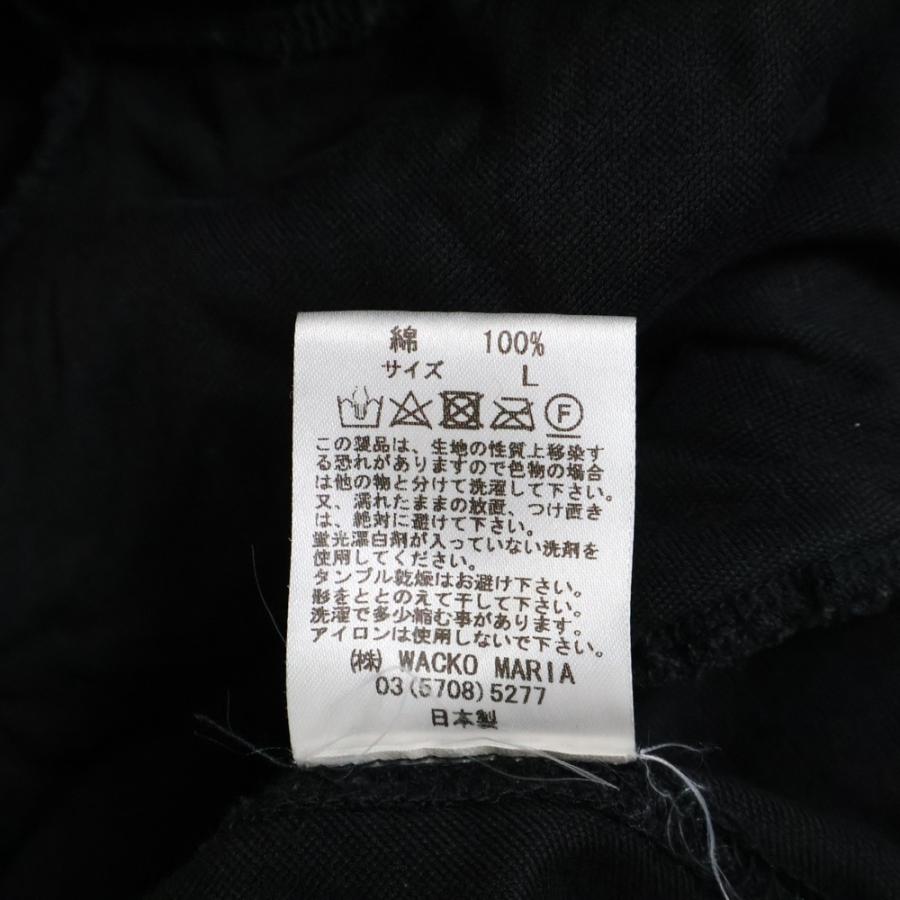 綿 100%
サイズ L
F
この製品は、生地の性質上移染す
る恐れがありますので色物の場合
は他の物と分けて洗濯して下さい。
又、濡れたままの放置、つけ置き
は、絶対に避けて下さい。
蛍光漂白剤が入っていない洗剤を
使用してください。
タンブル乾燥はお避け下さい。
形をととのえて干して下さい。
洗濯で多少縮む事があります。
アイロンは使用しないで下さい。
㈱ WACKO MARIA
03(5708)5277
日本製